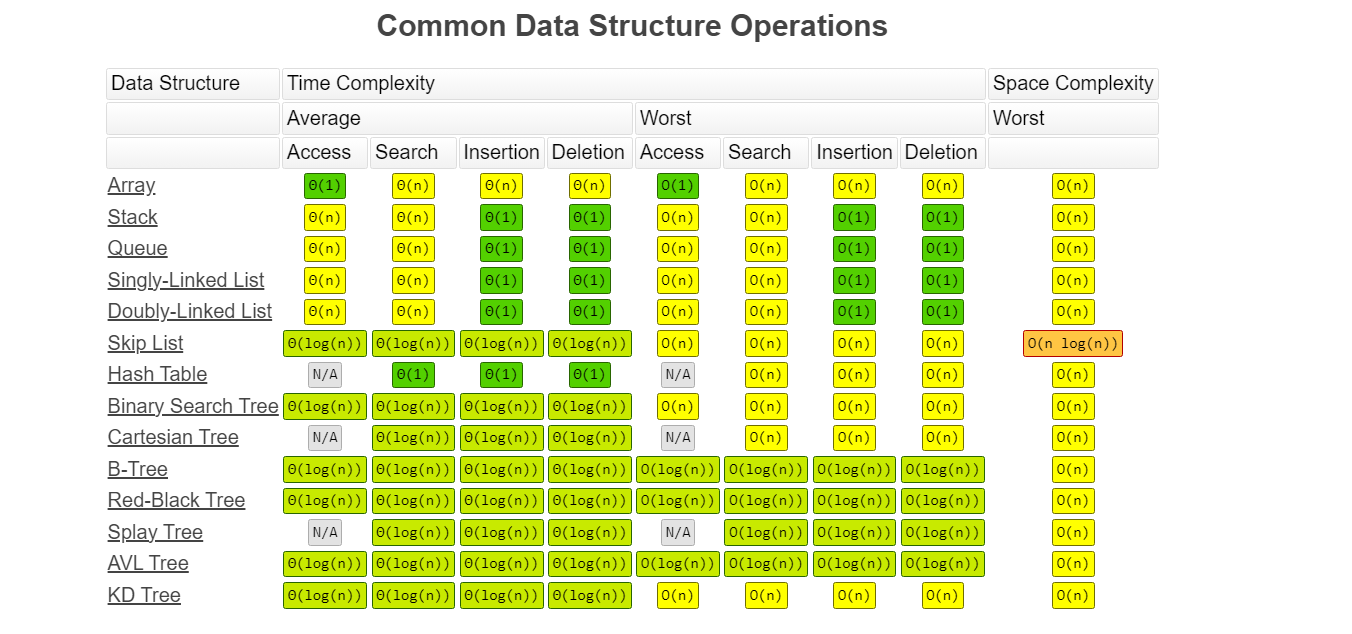 Common Data Structure Operations
Data Structure Time Complexity Space Complexity
Average Worst Worst
Access Search Insertion Deletion Access Search Insertion Deletion
Array Θ(1) Θ(n) Θ(n) Θ(n) O(1) O(n) O(n) O(n) O(n)
Stack Θ(n) Θ(n) Θ(1) Θ(1) O(n) O(n) O(1) O(1) O(n)
Queue Θ(n) Θ(n) Θ(1) Θ(1) O(n) O(n) O(1) O(1) O(n)
Singly-Linked List Θ(n) Θ(n) Θ(1) Θ(1) O(n) O(n) O(1) O(1) O(n)
Doubly-Linked List Θ(n) Θ(n) Θ(1) Θ(1) O(n) O(n) O(1) O(1) O(n)
Skip List Θ(log(n)) Θ(log(n)) Θ(log(n)) Θ(log(n)) O(n) O(n) O(n) O(n) O(n log(n))
Hash Table N/A Θ(1) Θ(1) Θ(1) N/A O(n) O(n) O(n) O(n)
Binary Search Tree Θ(log(n)) Θ(log(n)) Θ(log(n)) Θ(log(n)) O(n) O(n) O(n) O(n) O(n)
Cartesian Tree N/A Θ(log(n)) Θ(log(n)) Θ(log(n)) N/A O(n) O(n) O(n) O(n)
B-Tree Θ(log(n)) Θ(log(n)) Θ(log(n)) Θ(log(n)) O(log(n)) O(log(n)) O(log(n)) O(log(n)) O(n)
Red-Black Tree Θ(log(n)) Θ(log(n)) Θ(log(n)) Θ(log(n)) O(log(n)) O(log(n)) O(log(n)) O(log(n)) O(n)
Splay Tree N/A Θ(log(n)) Θ(log(n)) Θ(log(n)) N/A O(log(n)) O(log(n)) O(log(n)) O(n)
AVL Tree Θ(log(n)) Θ(log(n)) Θ(log(n)) Θ(log(n)) O(log(n)) O(log(n)) O(log(n)) O(log(n)) O(n)
KD Tree Θ(log(n)) Θ(log(n)) Θ(log(n)) Θ(log(n)) O(n) O(n) O(n) O(n) O(n)